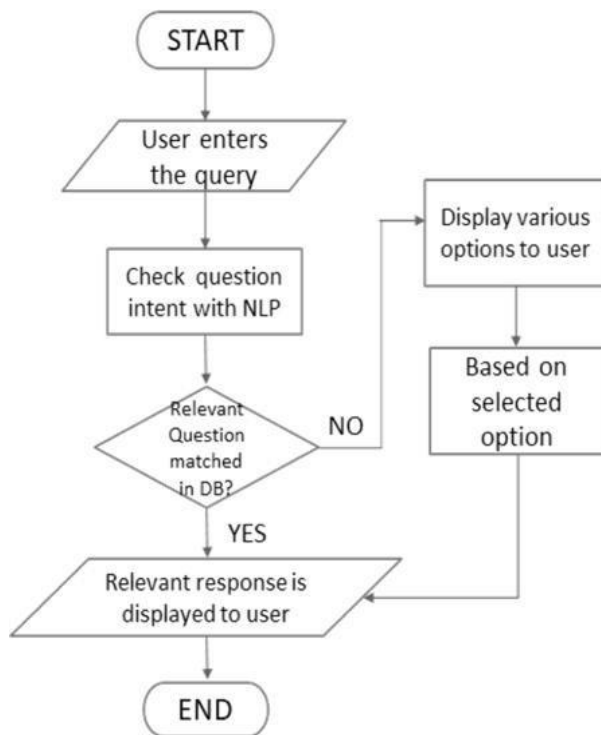 START
User enters
the query
Check question
intent with NLP
Relevant
Question
matched
in DB?
NO
YES
Display various
options to user
Based on
selected
option
Relevant response is
displayed to user
END